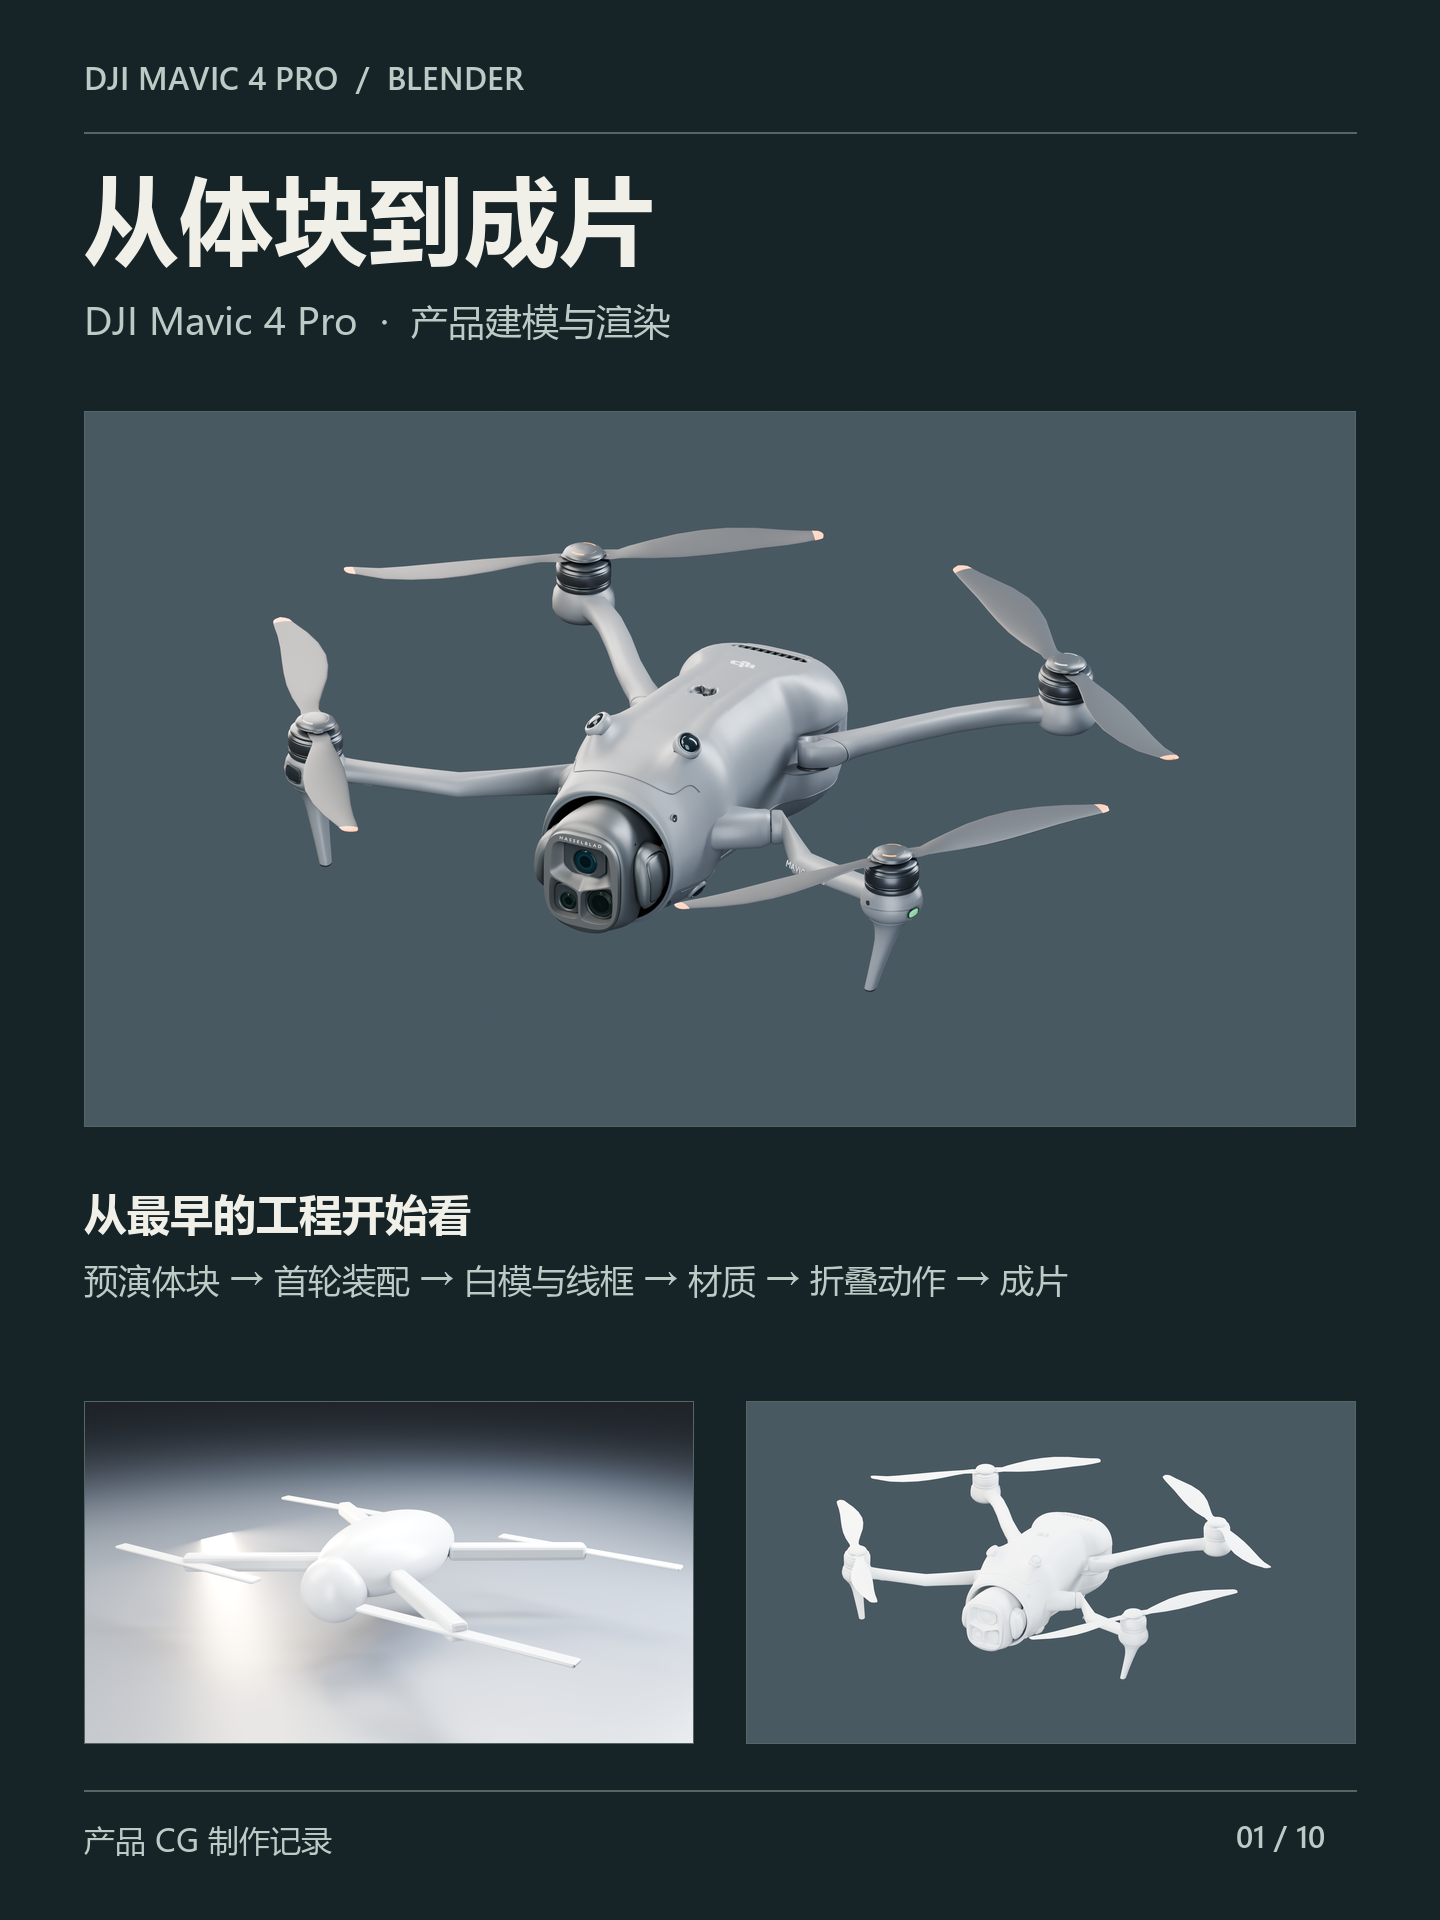 DJI MAVIC 4 PRO / BLENDER
从体块到成片
DJI Mavic 4 Pro · 产品建模与渲染
HASSELBLAD
从最早的工程开始看
预演体块 → 首轮装配 → 白模与线框 → 材质 → 折叠动作 → 成片
产品 CG 制作记录
01 / 10